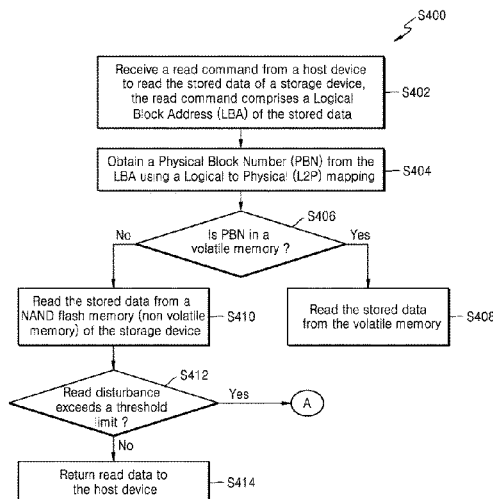 S400
Receive a read command from a host device
to read the stored data of a storage device,
the read command comprises a Logical
Block Address (LBA) of the stored data
S402
Obtain a Physical Block Number (PBN) from the
LBA using a Logical to Physical (L2P) mapping
S404
S406
No
Is PBN in a
volatile memory ?
Yes
Read the stored data from a
NAND flash memory (non volatile
memory) of the storage device
S410
Read the stored data
from the volatile memory
S408
S412
Read disturbance
exceeds a threshold
limit ?
Yes
A
No
Return read data to
the host device
S414